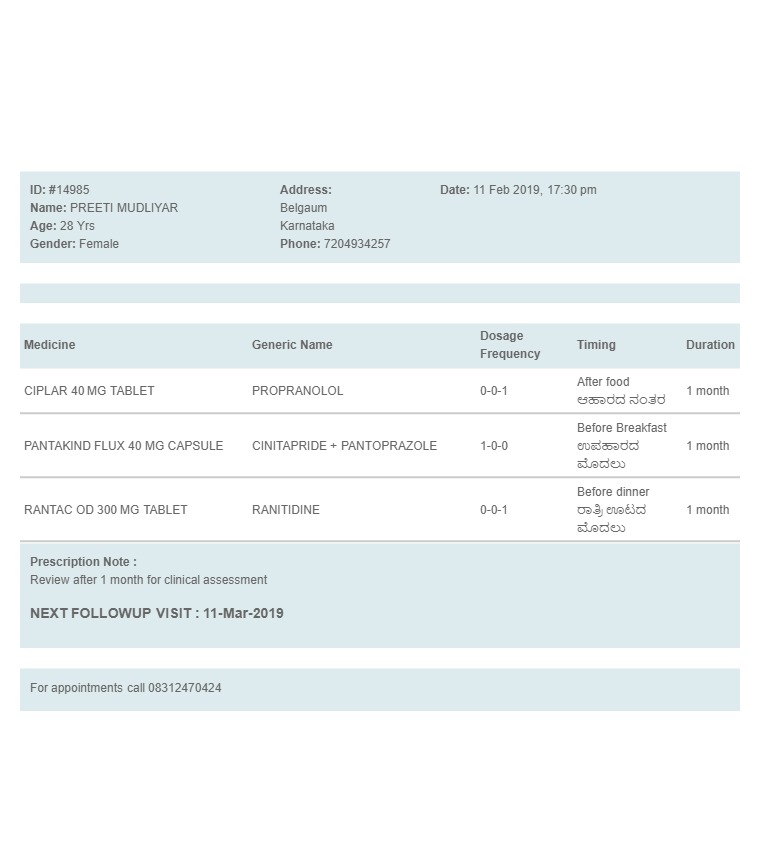 ID: #14985
Name: PREETI MUDLIYAR
Age: 28 Yrs
Gender: Female
Address:
Belgaum
Karnataka
Phone: 7204934257
Date: 11 Feb 2019, 17:30 pm
Medicine Generic Name Dosage Frequency Timing Duration
CIPLAR 40 MG TABLET PROPRANOLOL 0-0-1 After food 1 month
ಆಹಾರದ ನಂತರ
PANTAKIND FLUX 40 MG CAPSULE CINITAPRIDE + PANTOPRAZOLE 1-0-0 Before Breakfast 1 month
ಉಪಹಾರದ
ಮೊದಲು
RANTAC OD 300 MG TABLET RANITIDINE 0-0-1 Before dinner 1 month
ರಾತ್ರಿ ಊಟದ
ಮೊದಲು
Prescription Note :
Review after 1 month for clinical assessment
NEXT FOLLOWUP VISIT : 11-Mar-2019
For appointments call 08312470424